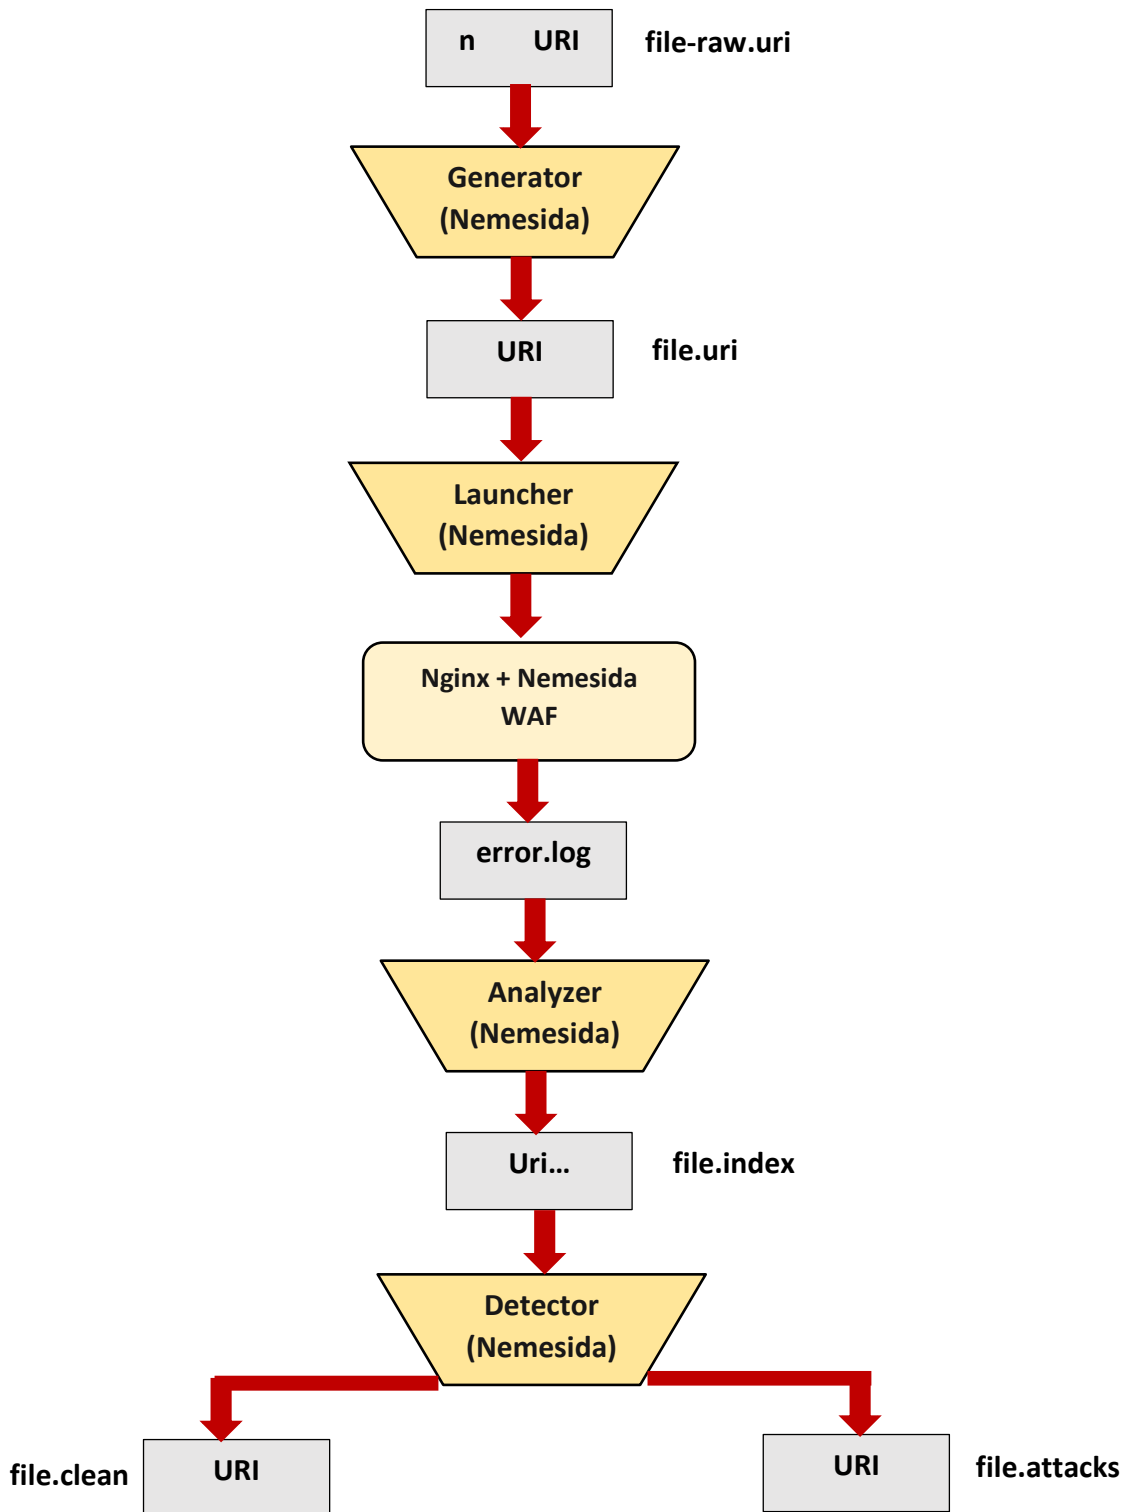 n URI file-raw.uri
Generator
(Nemesida)
URI file.uri
Launcher
(Nemesida)
Nginx + Nemesida
WAF
error.log
Analyzer
(Nemesida)
Uri... file.index
Detector
(Nemesida)
file.clean URI URI file.attacks